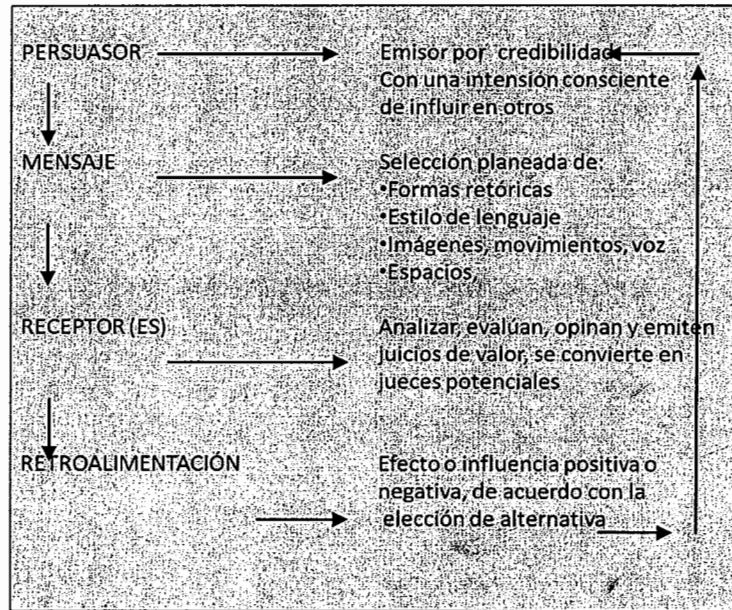 PERSUASOR
Emisor por credibilidad
Con una intensión consciente
de influir en otros
MENSAJE
Selección planeada de:
•Formas retóricas
•Estilo de lenguaje
•Imágenes, movimientos, voz
•Espacios,
RECEPTOR (ES)
Analizar, evalúan, opinan y emiten
juicios de valor, se convierte en
jueces potenciales
RETROALIMENTACIÓN
Efecto o influencia positiva o
negativa, de acuerdo con la
elección de alternativa